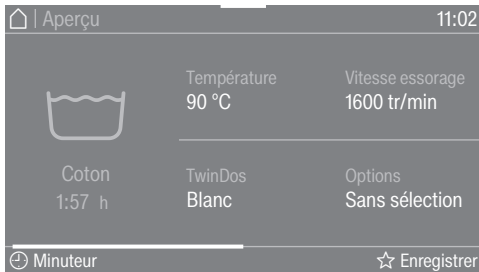 | Aperçu 11:02
Température Vitesse essorage
90 °C 1600 tr/min
Coton TwinDos Options
1:57 h Blanc Sans sélection
Minuteur Enregistrer